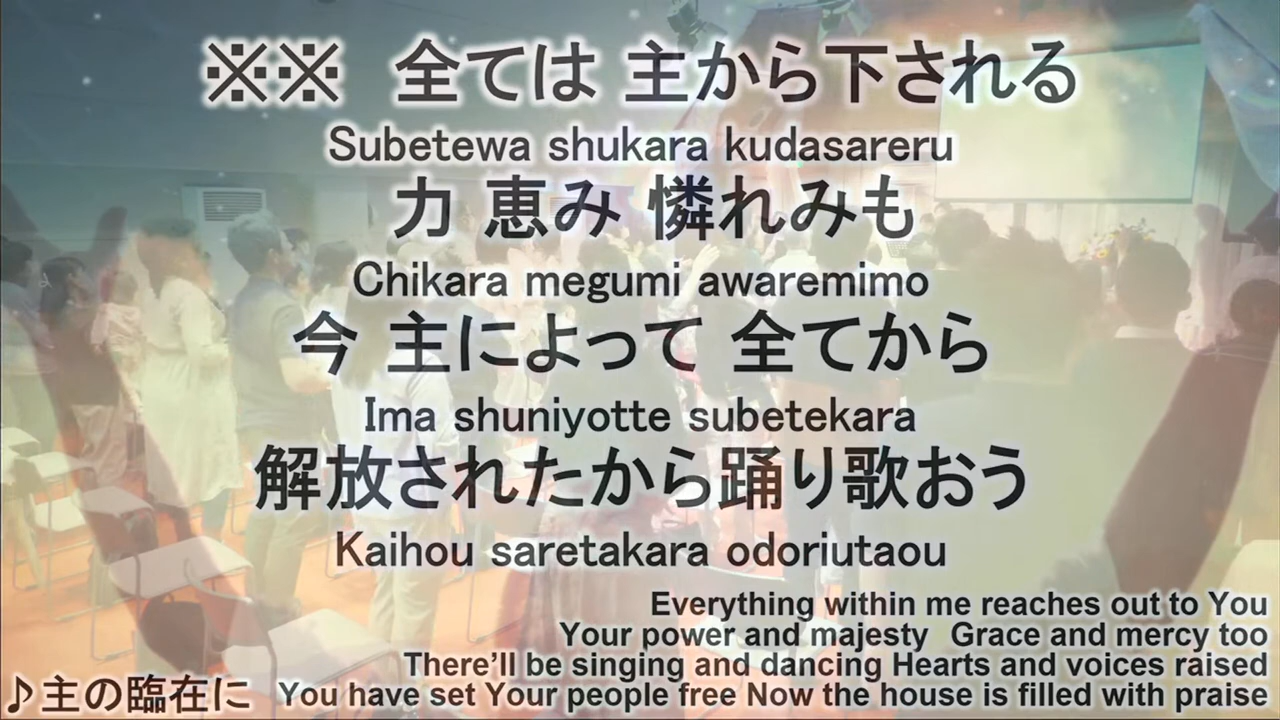 ※※ 全ては 主から下される
Subetewa shukara kudasareru
力 恵み 憐れみも
Chikara megumi awaremimo
今 主によって 全てから
Ima shuniyotte subetekara
解放されたから踊り歌おう
Kaihou saretakara odoriutaou
Everything within me reaches out to You
Your power and majesty Grace and mercy too
There’ll be singing and dancing Hearts and voices raised
You have set Your people free Now the house is filled with praise
♪主の臨在に